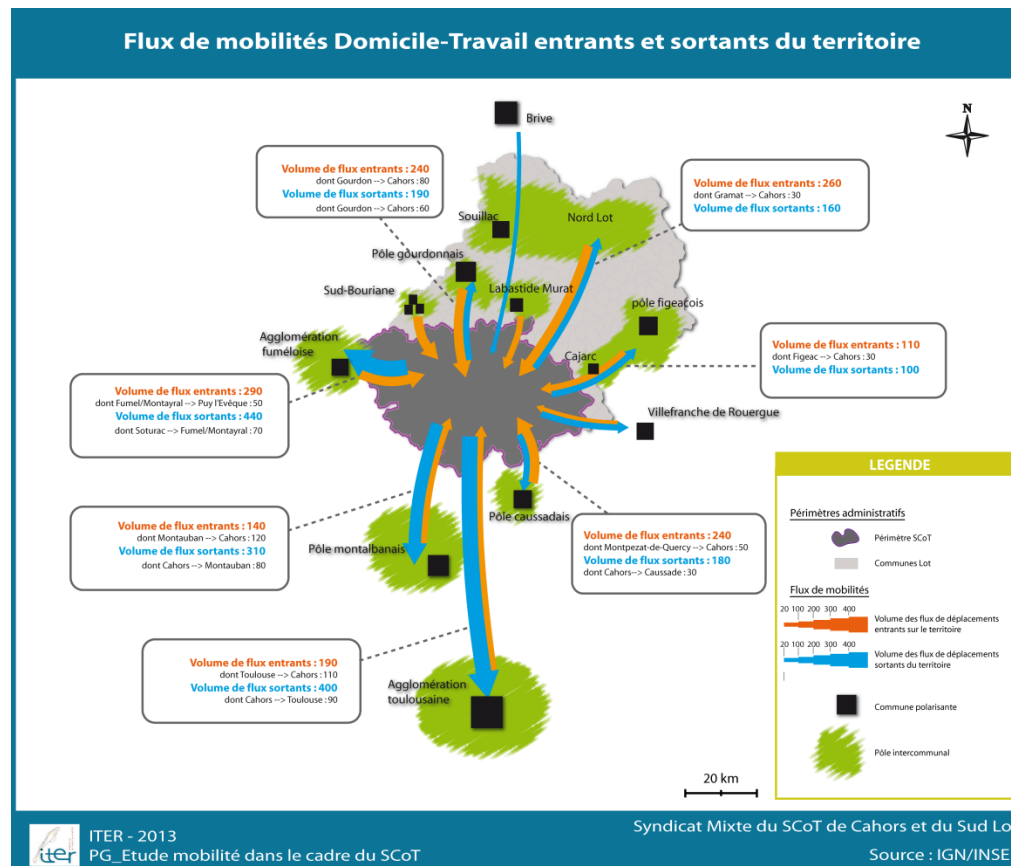 Flux de mobilités Domicile-Travail entrants et sortants du territoire
N
Brive
Volume de flux entrants : 240
dont Gourdon --> Cahors : 80
Volume de flux sortants : 190
dont Gourdon --> Cahors : 60
Volume de flux entrants : 260
dont Gramat --> Cahors : 30
Volume de flux sortants : 160
Souillac
Nord Lot
Pôle gourdonnais
Sud-Bouriane
Labastide Murat
pôle figeaçois
Agglomération
fuméloise
Cajarc
Volume de flux entrants : 110
dont Figeac --> Cahors : 30
Volume de flux sortants : 100
Volume de flux entrants : 290
dont Fumel/Montayral --> Puy l'Evêque : 50
Volume de flux sortants : 440
dont Soturac --> Fumel/Montayral : 70
Villefranche de Rouergue
Pôle caussadais
Volume de flux entrants : 140
dont Montauban --> Cahors : 120
Volume de flux sortants : 310
dont Cahors --> Montauban : 80
Pôle montalbanais
Volume de flux entrants : 240
dont Montpezat-de-Quercy --> Cahors : 50
Volume de flux sortants : 180
dont Cahors--> Caussade : 30
Volume de flux entrants : 190
dont Toulouse --> Cahors : 110
Volume de flux sortants : 400
dont Cahors --> Toulouse : 90
Agglomération
toulousaine
LEGENDE
Périmètres administratifs
Périmètre SCoT
Communes Lot
Flux de mobilités
20 100 200 300 400
Volume des flux de déplacements
entrants sur le territoire
20 100 200 300 400
Volume des flux de déplacements
sortants du territoire
Commune polarisante
Pôle intercommunal
20 km
iter
ITER - 2013
PG_Etude mobilité dans le cadre du SCoT
Syndicat Mixte du SCoT de Cahors et du Sud Lo
Source : IGN/INSE